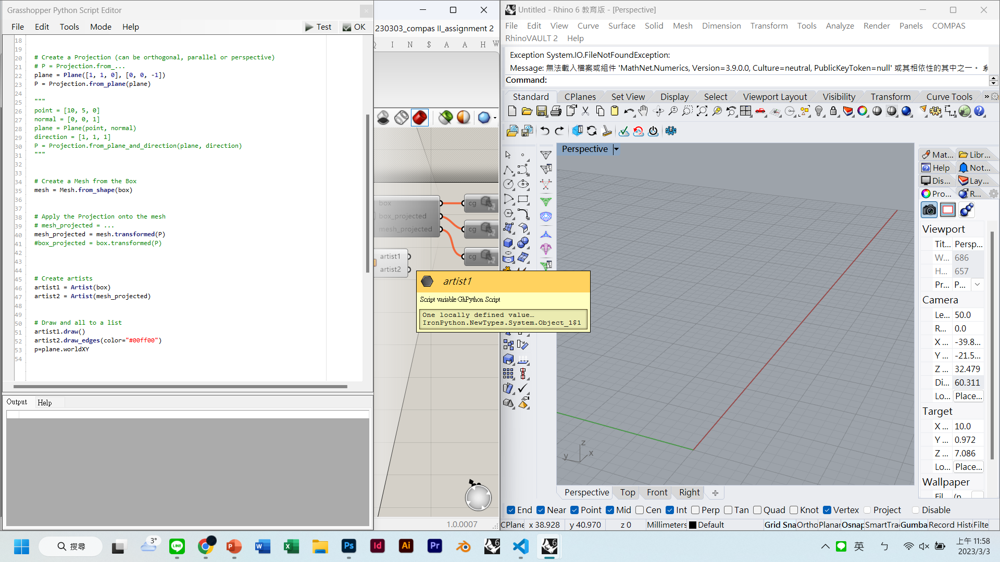 Grasshopper Python Script Editor
File Edit Tools Mode Help Test OK
18
19
20 # Create a Projection (can be orthogonal, parallel or perspective)
21 # P = Projection.from_...
22 plane = Plane([1, 1, 0], [0, 0, -1])
23 P = Projection.from_plane(plane)
24
25 """
26 point = [10, 5, 0]
27 normal = [0, 0, 1]
28 plane = Plane(point, normal)
29 direction = [1, 1, 1]
30 P = Projection.from_plane_and_direction(plane, direction)
31 """
32
33
34 # Create a Mesh from the Box
35 mesh = Mesh.from_shape(box)
36
37
38 # Apply the Projection onto the mesh
39 # mesh_projected = ...
40 mesh_projected = mesh.transformed(P)
41 #box_projected = box.transformed(P)
42
43
44
45 # Create artists
46 artist1 = Artist(box)
47 artist2 = Artist(mesh_projected)
48
49
50 # Draw and all to a list
51 artist1.draw()
52 artist2.draw_edges(color="#00ff00")
53 p=plane.worldXY
54
Output Help
230303_compas II_assignment 2
I N $ A A H W
box
box_projected
mesh_projected
cg
cg
cg
artist1
artist2
artist1
Script variable GhPython Script
One locally defined value…
IronPython.NewTypes.System.Object_1$1
1.0.0007
Untitled - Rhino 6 教育版 - [Perspective]
File Edit View Curve Surface Solid Mesh Dimension Transform Tools Analyze Render Panels COMPAS
RhinoVAULT 2 Help
Exception System.IO.FileNotFoundException:
Message: 無法載入檔案或組件 'MathNet.Numerics, Version=3.9.0.0, Culture=neutral, PublicKeyToken=null' 或其相依性的其中之一。 系
Command:
Standard CPlanes Set View Display Select Viewport Layout Visibility Transform Curve Tools »
Perspective
z
y x
Mat... Libr...
Help Not...
Dis... Lay...
Pro... R...
Viewport
Tit... Persp...
W... 686
H... 657
Pr... P...
Camera
Le... 50.0
R... 0.0
X ... -39.8...
Y ... -21.5...
Z ... 32.479
Di... 60.311
Lo... Place...
Target
X ... 10.0
Y ... 0.972
Z ... 7.086
Lo... Place...
Wallpaper
Fil... (n...
Perspective Top Front Right
End Near Point Mid Cen Int Perp Tan Quad Knot Vertex Project Disable
CPlane x 38.928 y 40.970 z 0 Millimeters Default Grid Sna Ortho Planar Osnap SmartTra Gumba Record Histo Filte
3°
搜尋
LINE
P W X Ps Id Ai Pr 6 6
英 ㄅ
上午 11:58
2023/3/3